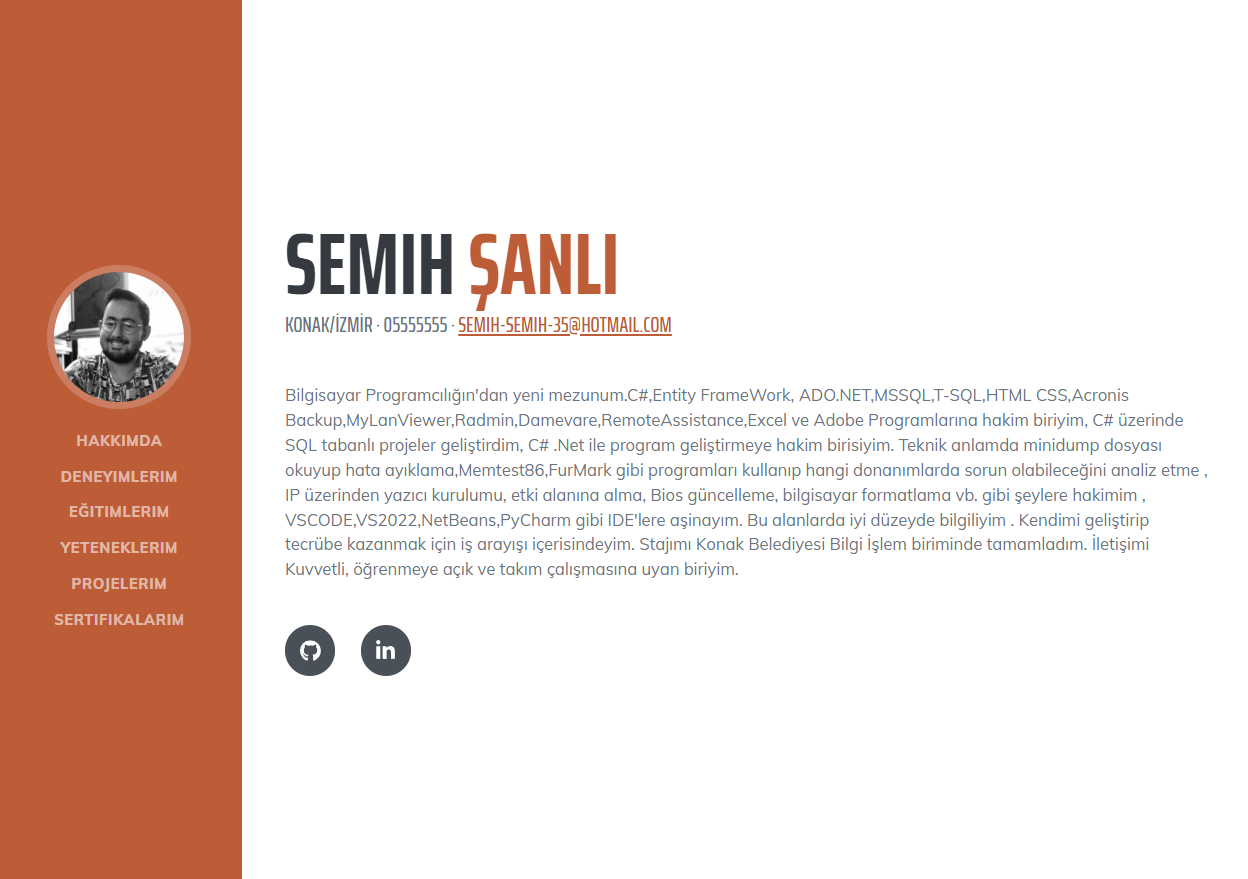 HAKKIMDA
DENEYIMLERIM
EĞITIMLERIM
YETENEKLERIM
PROJELERIM
SERTIFIKALARIM
SEMIH ŞANLI
KONAK/İZMİR · 05555555 · SEMIH-SEMIH-35@HOTMAIL.COM
Bilgisayar Programcılığın'dan yeni mezunum.C#,Entity FrameWork, ADO.NET,MSSQL,T-SQL,HTML CSS,Acronis
Backup,MyLanViewer,Radmin,Damevare,RemoteAssistance,Excel ve Adobe Programlarına hakim biriyim, C# üzerinde
SQL tabanlı projeler geliştirdim, C# .Net ile program geliştirmeye hakim birisiyim. Teknik anlamda minidump dosyası
okuyup hata ayıklama,Memtest86,FurMark gibi programları kullanıp hangi donanımlarda sorun olabileceğini analiz etme ,
IP üzerinden yazıcı kurulumu, etki alanına alma, Bios güncelleme, bilgisayar formatlama vb. gibi şeylere hakimim ,
VSCODE,VS2022,NetBeans,PyCharm gibi IDE'lere aşinayım. Bu alanlarda iyi düzeyde bilgiliyim . Kendimi geliştirip
tecrübe kazanmak için iş arayışı içerisindeyim. Stajımı Konak Belediyesi Bilgi İşlem biriminde tamamladım. İletişimi
Kuvvetli, öğrenmeye açık ve takım çalışmasına uyan biriyim.
in